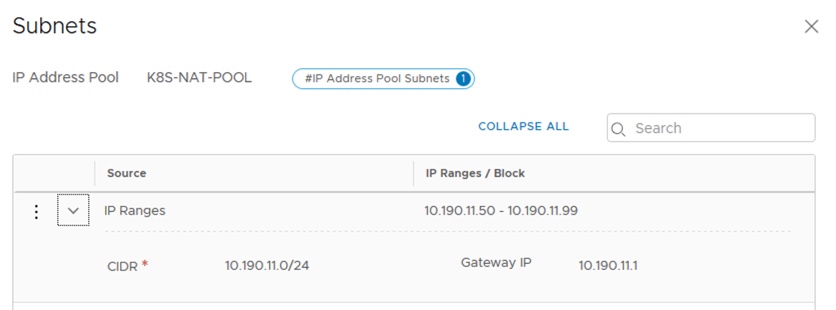 Subnets
IP Address Pool K8S-NAT-POOL #IP Address Pool Subnets 1
COLLAPSE ALL Search
Source IP Ranges / Block
IP Ranges 10.190.11.50 - 10.190.11.99
CIDR * 10.190.11.0/24 Gateway IP 10.190.11.1